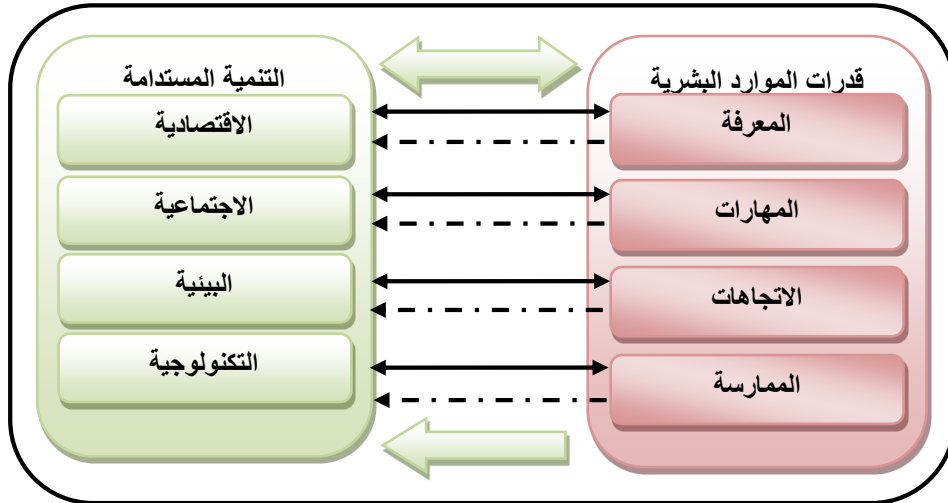 قدرات الموارد البشرية
المعرفة
المهارات
الاتجاهات
الممارسة
التنمية المستدامة
الاقتصادية
الاجتماعية
البيئية
التكنولوجية